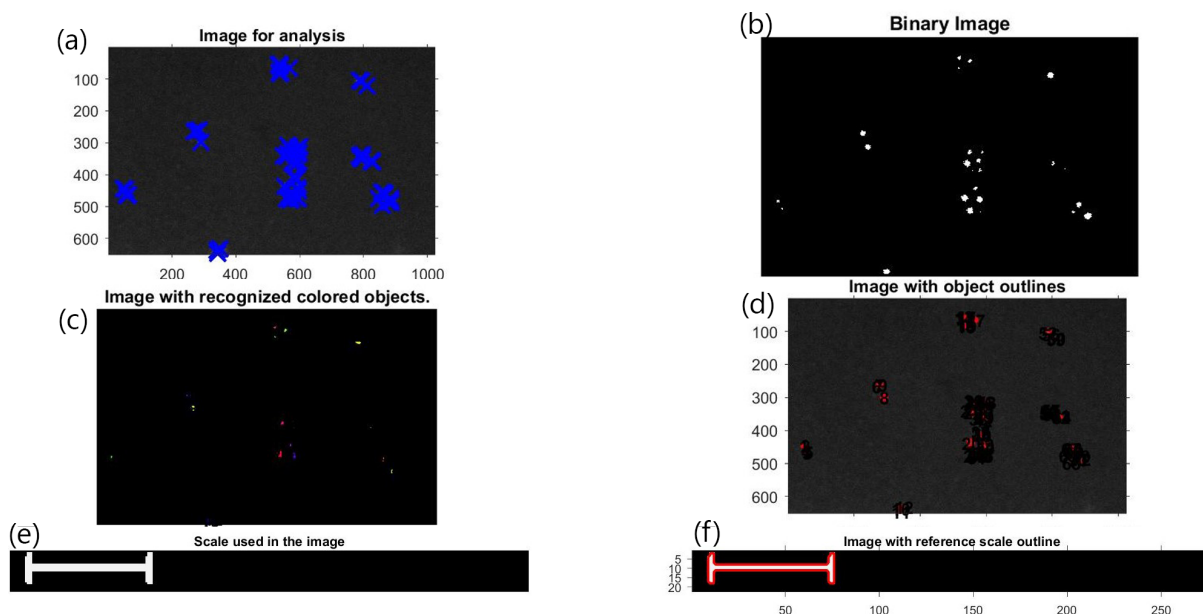 (a)
Image for analysis
100
200
300
400
500
600
200 400 600 800 1000
(b)
Binary Image
(c)
Image with recognized colored objects.
(d)
Image with object outlines
100
200
300
400
500
600
(e)
Scale used in the image
(f)
Image with reference scale outline
5
10
15
20
50 100 150 200 250